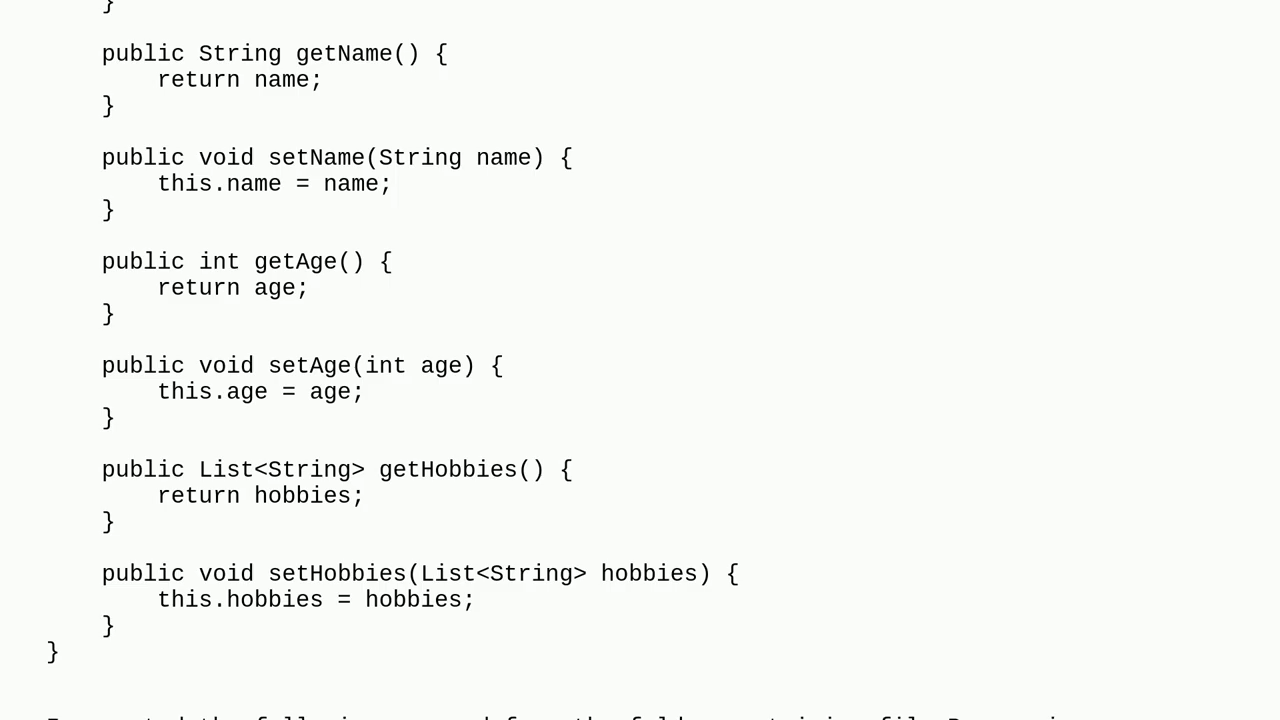 }
public String getName() {
return name;
}
public void setName(String name) {
this.name = name;
}
public int getAge() {
return age;
}
public void setAge(int age) {
this.age = age;
}
public List<String> getHobbies() {
return hobbies;
}
public void setHobbies(List<String> hobbies) {
this.hobbies = hobbies;
}
}